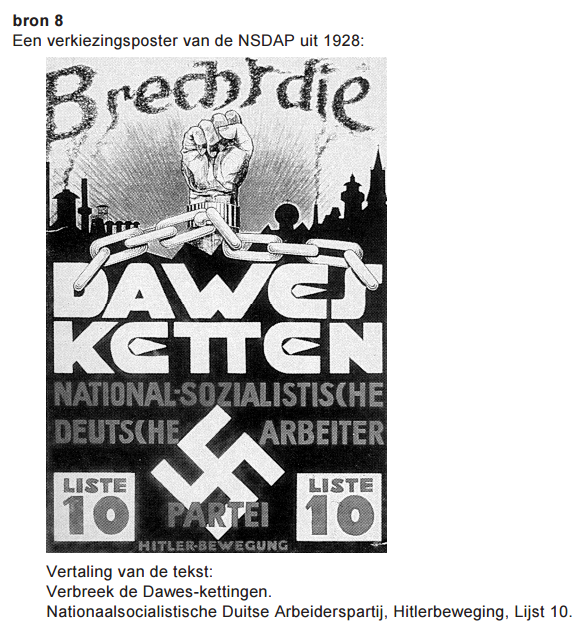 bron 8
Een verkiezingsposter van de NSDAP uit 1928:
Brecht die
DAWES
KETTEN
NATIONAL-SOZIALISTISCHE
DEUTSCHE ARBEITER
LISTE LISTE
10 PARTEI 10
HITLER-BEWEGUNG
Vertaling van de tekst:
Verbreek de Dawes-kettingen.
Nationaalsocialistische Duitse Arbeiderspartij, Hitlerbeweging, Lijst 10.